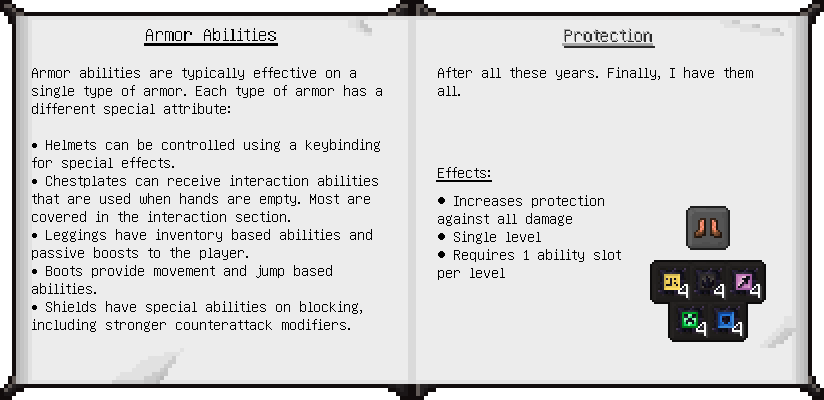 Armor Abilities
Armor abilities are typically effective on a
single type of armor. Each type of armor has a
different special attribute:
• Helmets can be controlled using a keybinding
for special effects.
• Chestplates can receive interaction abilities
that are used when hands are empty. Most are
covered in the interaction section.
• Leggings have inventory based abilities and
passive boosts to the player.
• Boots provide movement and jump based
abilities.
• Shields have special abilities on blocking,
including stronger counterattack modifiers.
Protection
After all these years. Finally, I have them
all.
Effects:
• Increases protection
against all damage
• Single level
• Requires 1 ability slot
per level
4 4 4
4 4